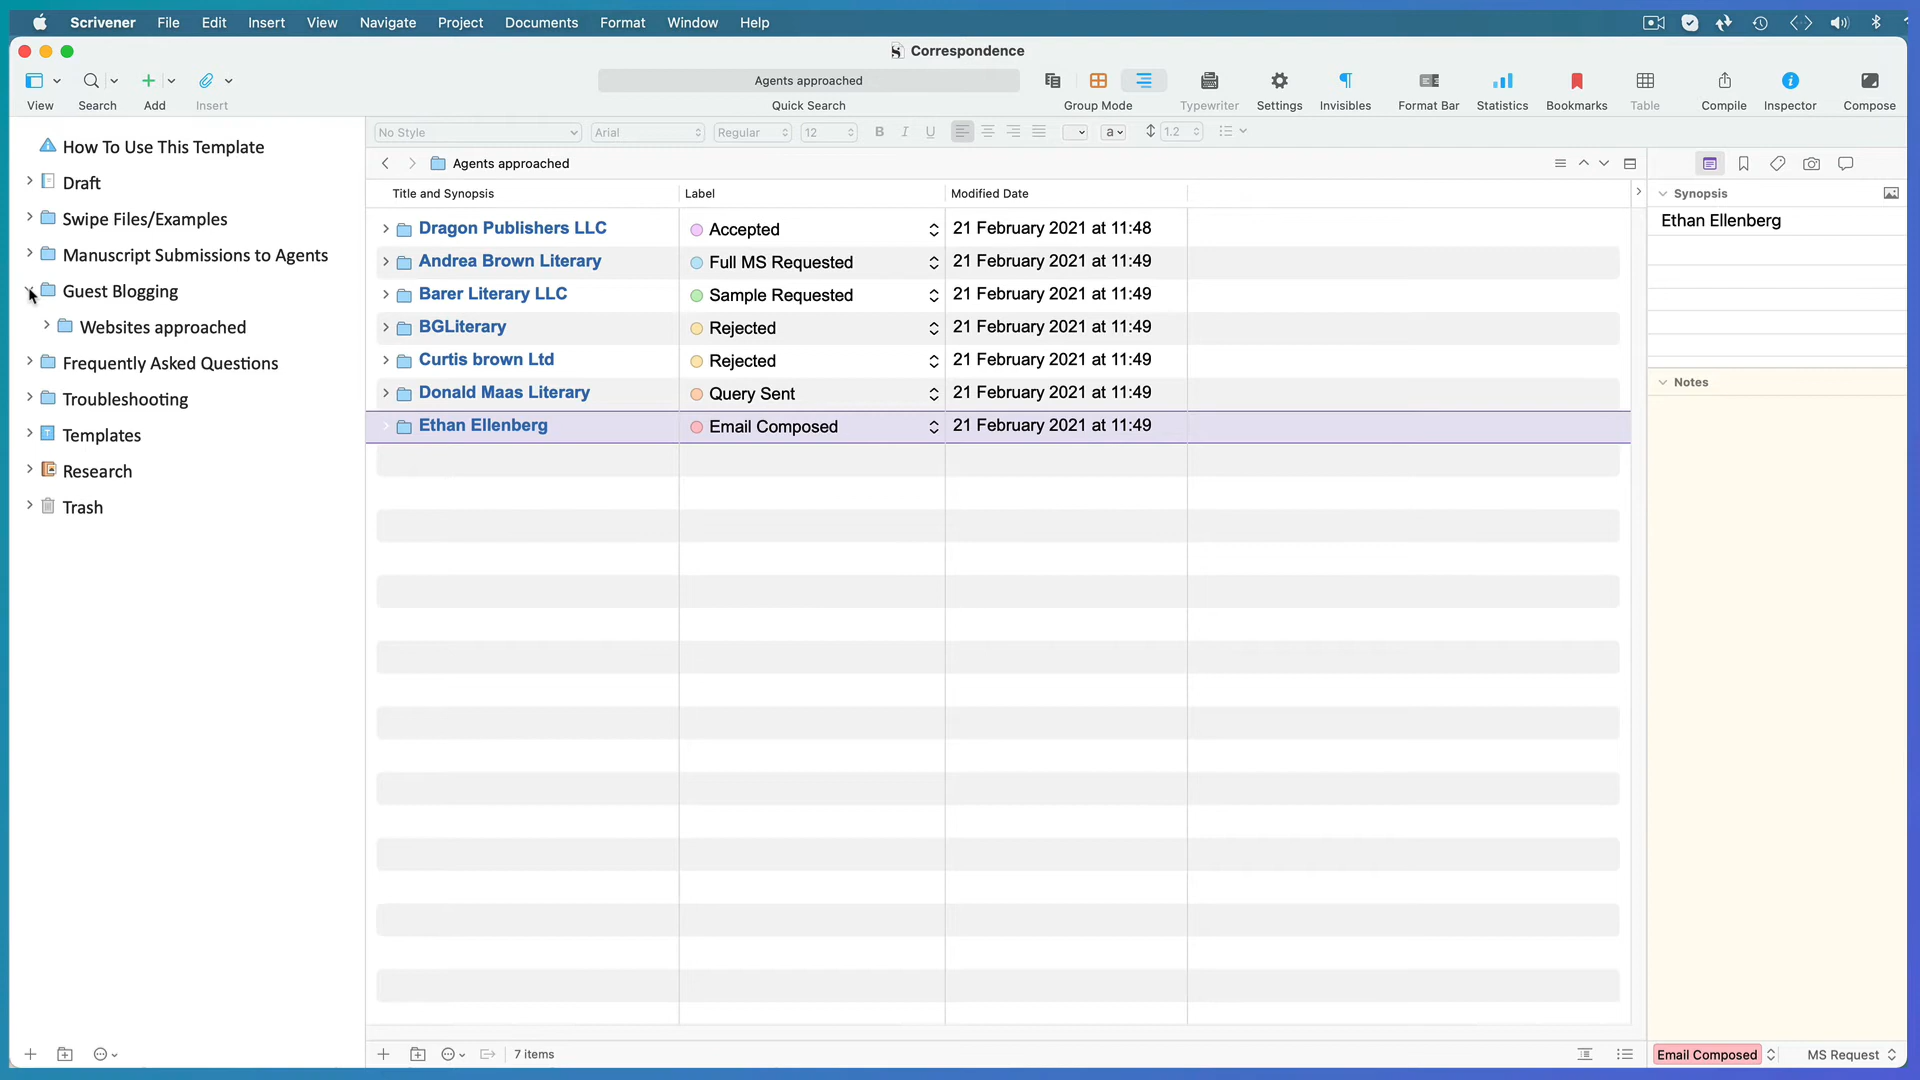 Scrivener File Edit Insert View Navigate Project Documents Format Window Help
Correspondence
Agents approached
View Search Add Insert Quick Search Group Mode Typewriter Settings Invisibles Format Bar Statistics Bookmarks Table Compile Inspector Compose
No Style Arial Regular 12 B I U a 1.2
How To Use This Template
Draft
Swipe Files/Examples
Manuscript Submissions to Agents
Guest Blogging
Websites approached
Frequently Asked Questions
Troubleshooting
Templates
Research
Trash
Agents approached
Title and Synopsis Label Modified Date
Dragon Publishers LLC Accepted 21 February 2021 at 11:48
Andrea Brown Literary Full MS Requested 21 February 2021 at 11:49
Barer Literary LLC Sample Requested 21 February 2021 at 11:49
BGLiterary Rejected 21 February 2021 at 11:49
Curtis brown Ltd Rejected 21 February 2021 at 11:49
Donald Maas Literary Query Sent 21 February 2021 at 11:49
Ethan Ellenberg Email Composed 21 February 2021 at 11:49
7 items
Synopsis
Ethan Ellenberg
Notes
Email Composed MS Request